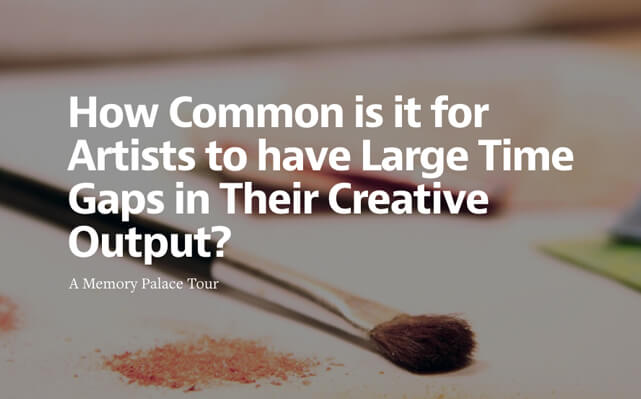 How Common is it for
Artists to have Large Time
Gaps in Their Creative
Output?
A Memory Palace Tour